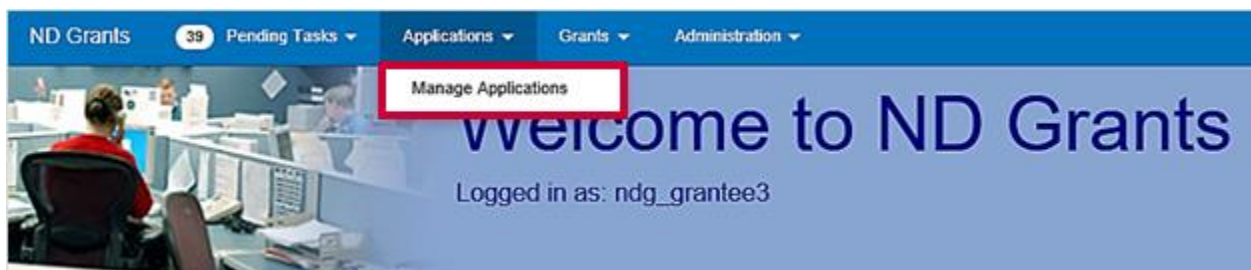 ND Grants 39 Pending Tasks Applications Grants Administration
Manage Applications
Welcome to ND Grants
Logged in as: ndg_grantee3